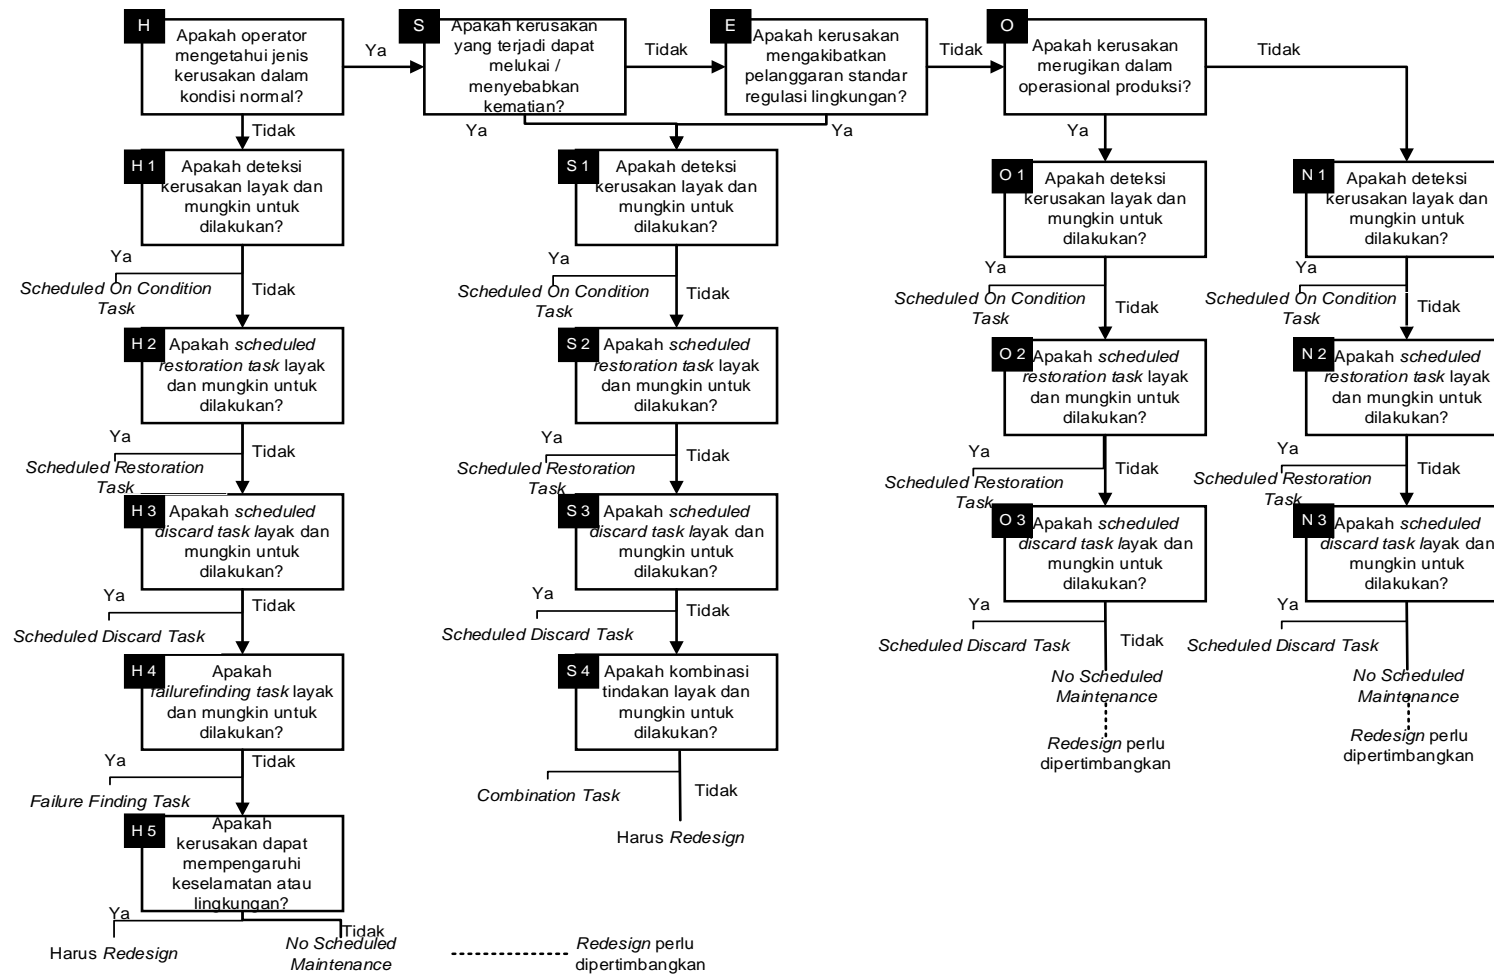 H
Apakah operator
mengetahui jenis
kerusakan dalam
kondisi normal?
Ya
S
Apakah kerusakan
yang terjadi dapat
melukai /
menyebabkan
kematian?
Tidak
E
Apakah kerusakan
mengakibatkan
pelanggaran standar
regulasi lingkungan?
Tidak
O
Apakah kerusakan
merugikan dalam
operasional produksi?
Tidak
Tidak
Ya
Ya
Ya
H 1
Apakah deteksi
kerusakan layak dan
mungkin untuk
dilakukan?
Ya
Scheduled On Condition
Task
Tidak
H 2
Apakah scheduled
restoration task layak
dan mungkin untuk
dilakukan?
Ya
Scheduled Restoration
Task
Tidak
H 3
Apakah scheduled
discard task layak dan
mungkin untuk
dilakukan?
Ya
Scheduled Discard Task
Tidak
H 4
Apakah
failurefinding task layak
dan mungkin untuk
dilakukan?
Ya
Failure Finding Task
Tidak
H 5
Apakah
kerusakan dapat
mempengaruhi
keselamatan atau
lingkungan?
Ya
Harus Redesign
Tidak
No Scheduled
Maintenance
Redesign perlu
dipertimbangkan
S 1
Apakah deteksi
kerusakan layak dan
mungkin untuk
dilakukan?
Ya
Scheduled On Condition
Task
Tidak
S 2
Apakah scheduled
restoration task layak
dan mungkin untuk
dilakukan?
Ya
Scheduled Restoration
Task
Tidak
S 3
Apakah scheduled
discard task layak dan
mungkin untuk
dilakukan?
Ya
Scheduled Discard Task
Tidak
S 4
Apakah kombinasi
tindakan layak dan
mungkin untuk
dilakukan?
Combination Task
Tidak
Harus Redesign
O 1
Apakah deteksi
kerusakan layak dan
mungkin untuk
dilakukan?
Ya
Scheduled On Condition
Task
Tidak
O 2
Apakah scheduled
restoration task layak
dan mungkin untuk
dilakukan?
Ya
Scheduled Restoration
Task
Tidak
O 3
Apakah scheduled
discard task layak dan
mungkin untuk
dilakukan?
Ya
Scheduled Discard Task
Tidak
No Scheduled
Maintenance
Redesign perlu
dipertimbangkan
N 1
Apakah deteksi
kerusakan layak dan
mungkin untuk
dilakukan?
Ya
Scheduled On Condition
Task
Tidak
N 2
Apakah scheduled
restoration task layak
dan mungkin untuk
dilakukan?
Ya
Scheduled Restoration
Task
Tidak
N 3
Apakah scheduled
discard task layak dan
mungkin untuk
dilakukan?
Ya
Scheduled Discard Task
Tidak
No Scheduled
Maintenance
Redesign perlu
dipertimbangkan